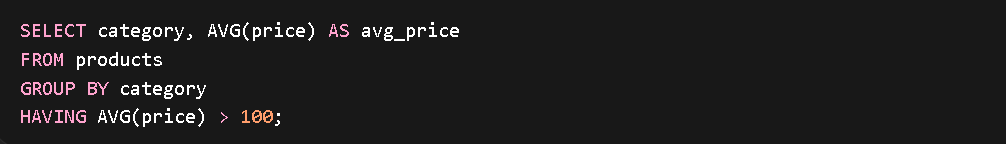 SELECT category, AVG(price) AS avg_price
FROM products
GROUP BY category
HAVING AVG(price) > 100;